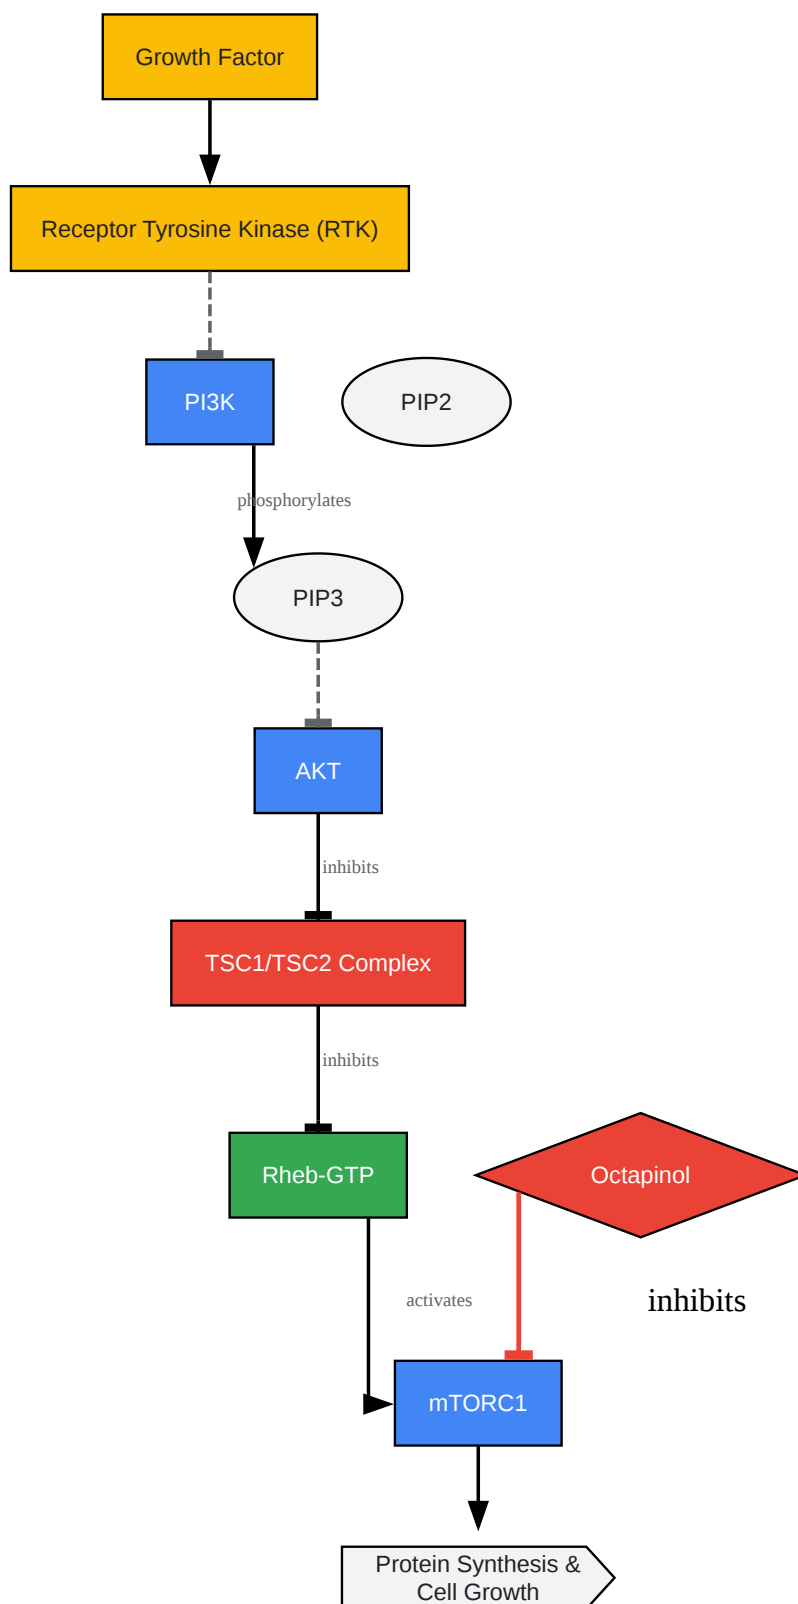 Growth Factor
Receptor Tyrosine Kinase (RTK)
PI3K
PIP2
phosphorylates
PIP3
AKT
inhibits
TSC1/TSC2 Complex
inhibits
Rheb-GTP
Octapinol
activates
inhibits
mTORC1
Protein Synthesis &
Cell Growth